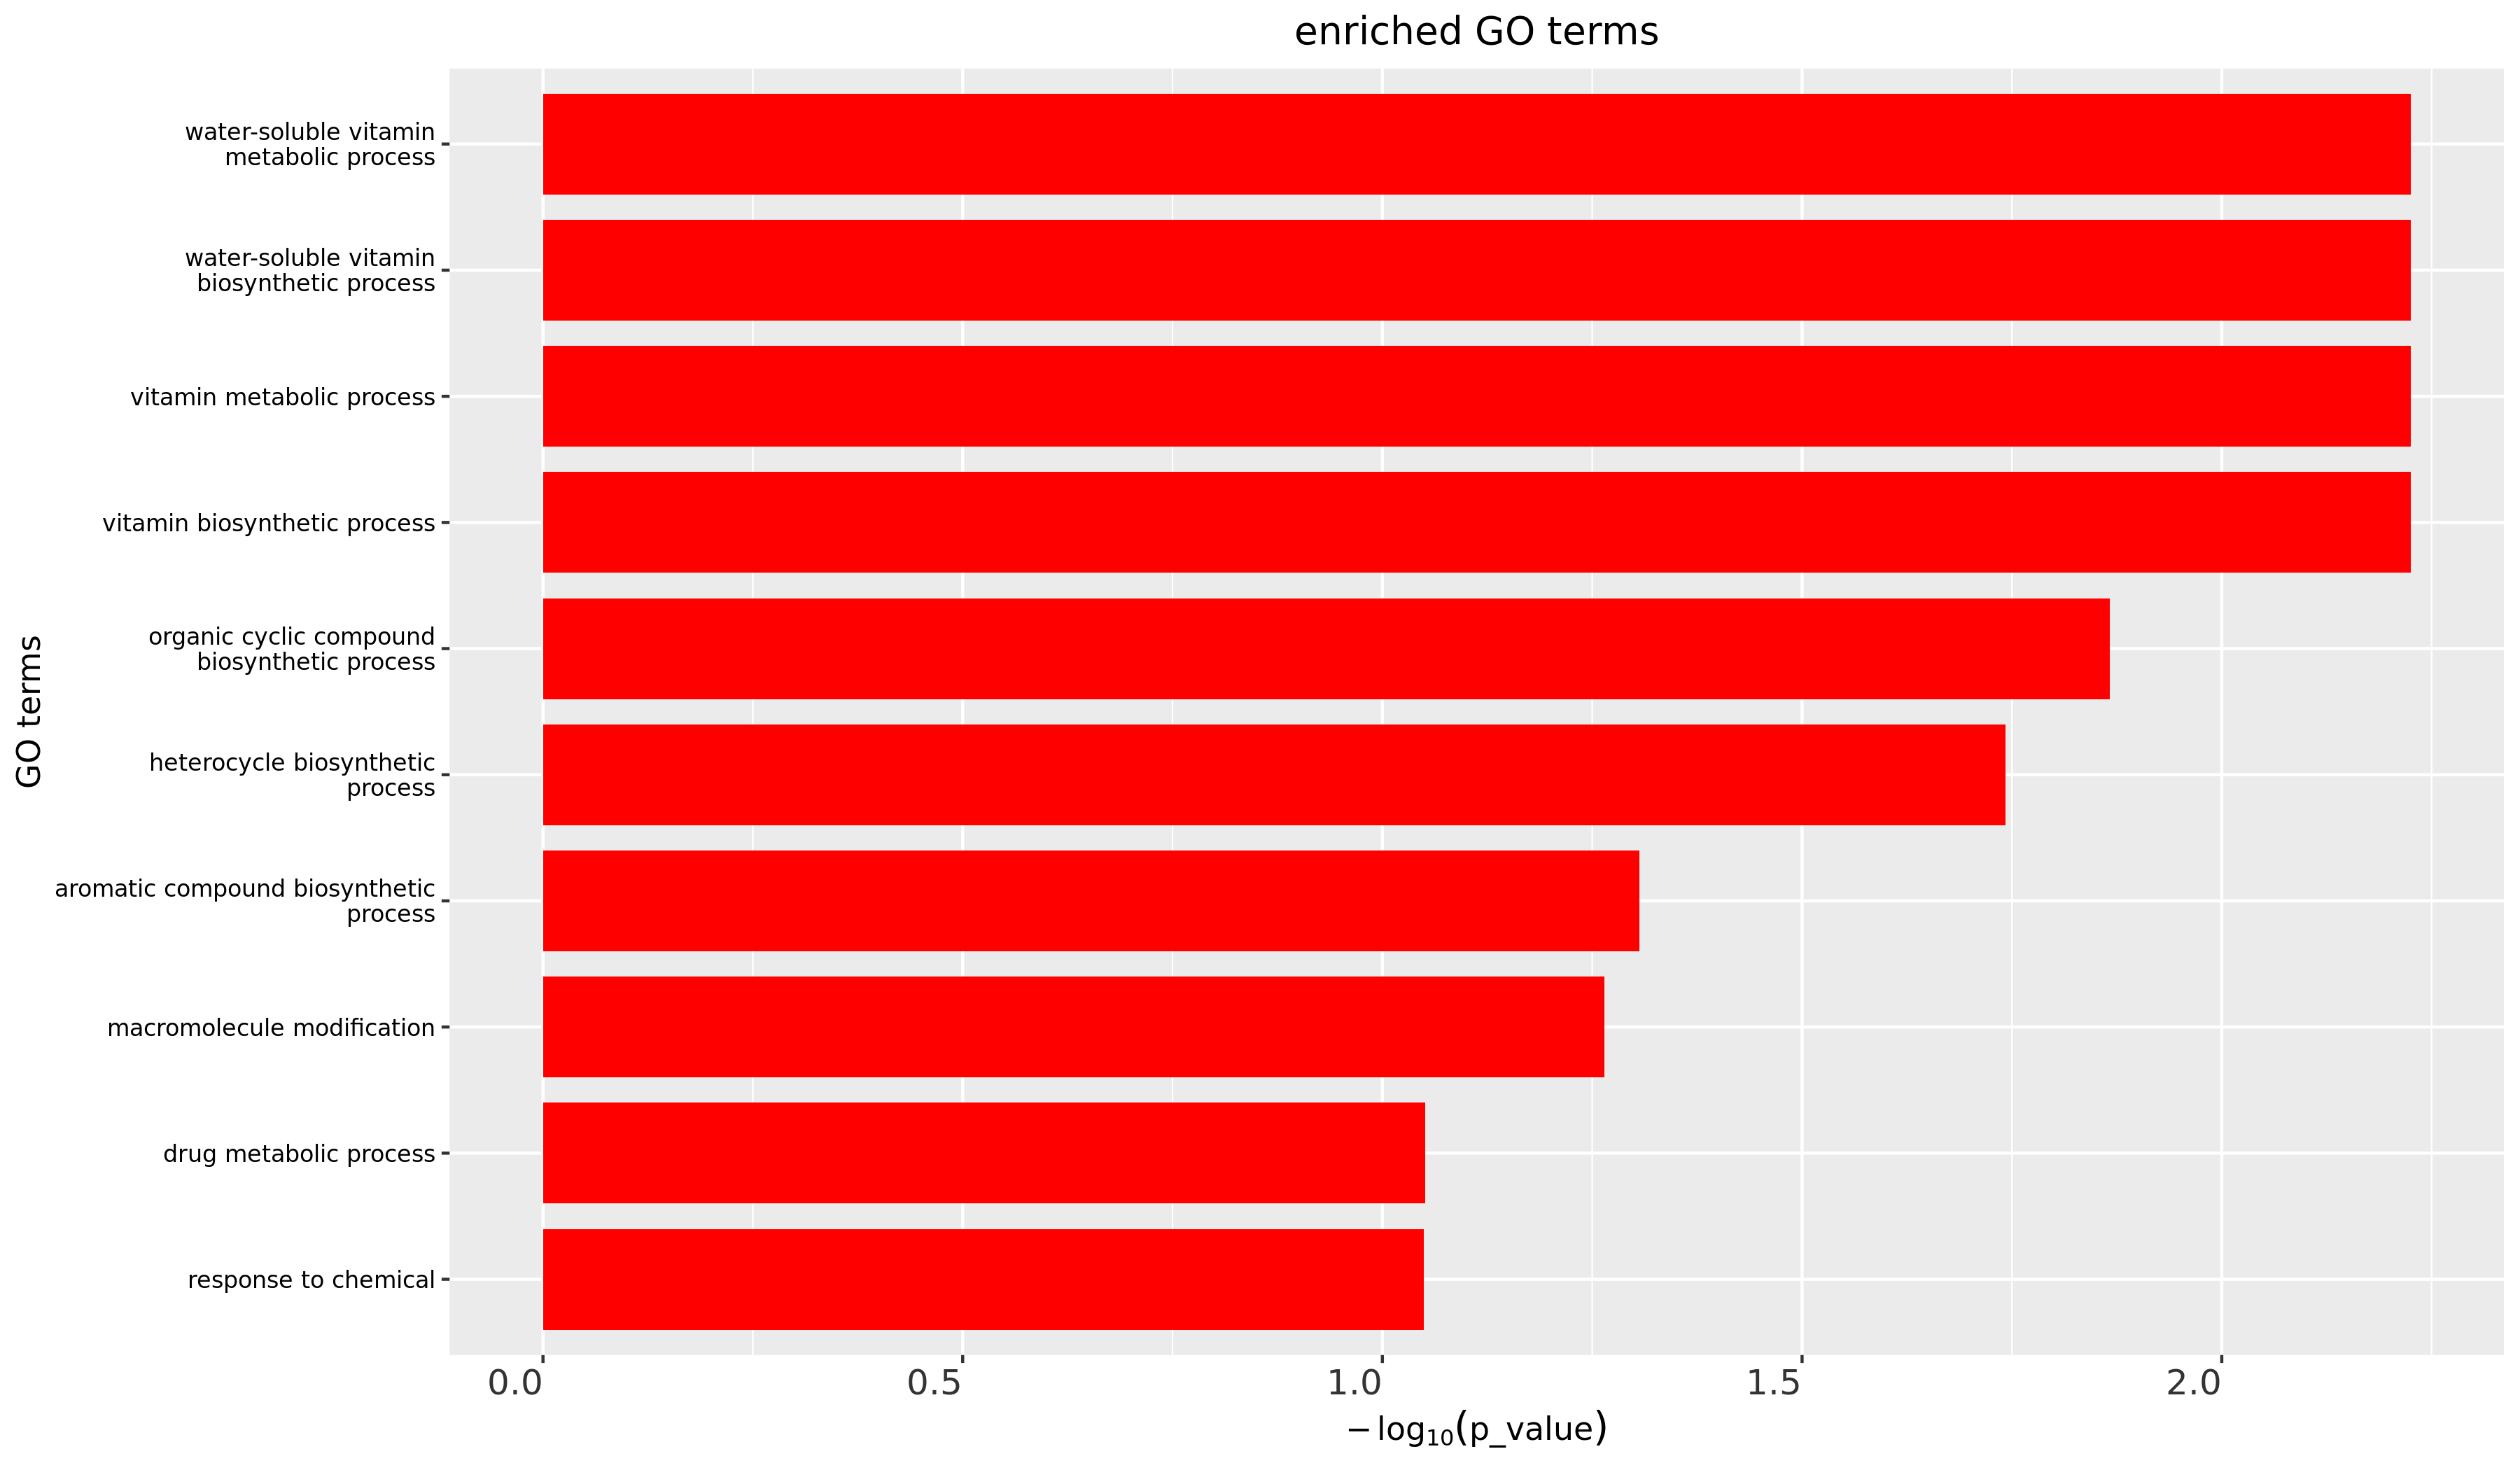 enriched GO terms
water-soluble vitamin
metabolic process
water-soluble vitamin
biosynthetic process
vitamin metabolic process
vitamin biosynthetic process
organic cyclic compound
biosynthetic process
heterocycle biosynthetic
process
aromatic compound biosynthetic
process
macromolecule modification
drug metabolic process
response to chemical
GO terms
0.0 0.5 1.0 1.5 2.0
−log₁₀(p_value)